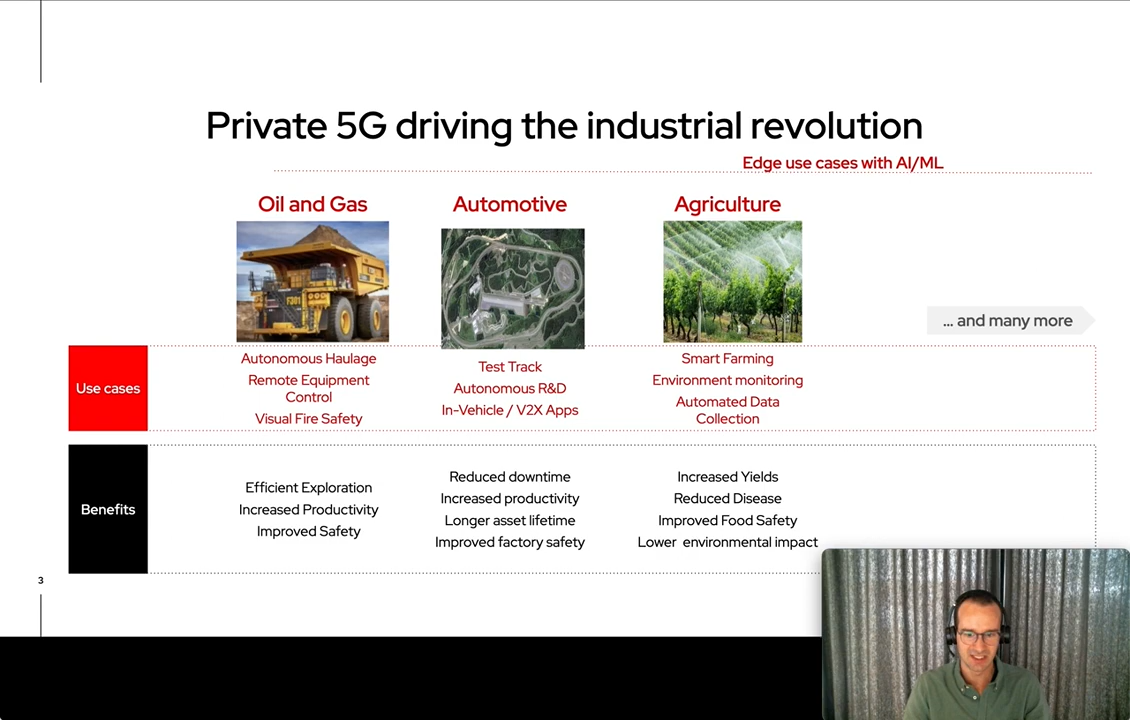 Private 5G driving the industrial revolution
Edge use cases with AI/ML
Oil and Gas
Automotive
Agriculture
F301
... and many more
Use cases
Autonomous Haulage
Remote Equipment
Control
Visual Fire Safety
Test Track
Autonomous R&D
In-Vehicle / V2X Apps
Smart Farming
Environment monitoring
Automated Data
Collection
Benefits
Efficient Exploration
Increased Productivity
Improved Safety
Reduced downtime
Increased productivity
Longer asset lifetime
Improved factory safety
Increased Yields
Reduced Disease
Improved Food Safety
Lower environmental impact
3